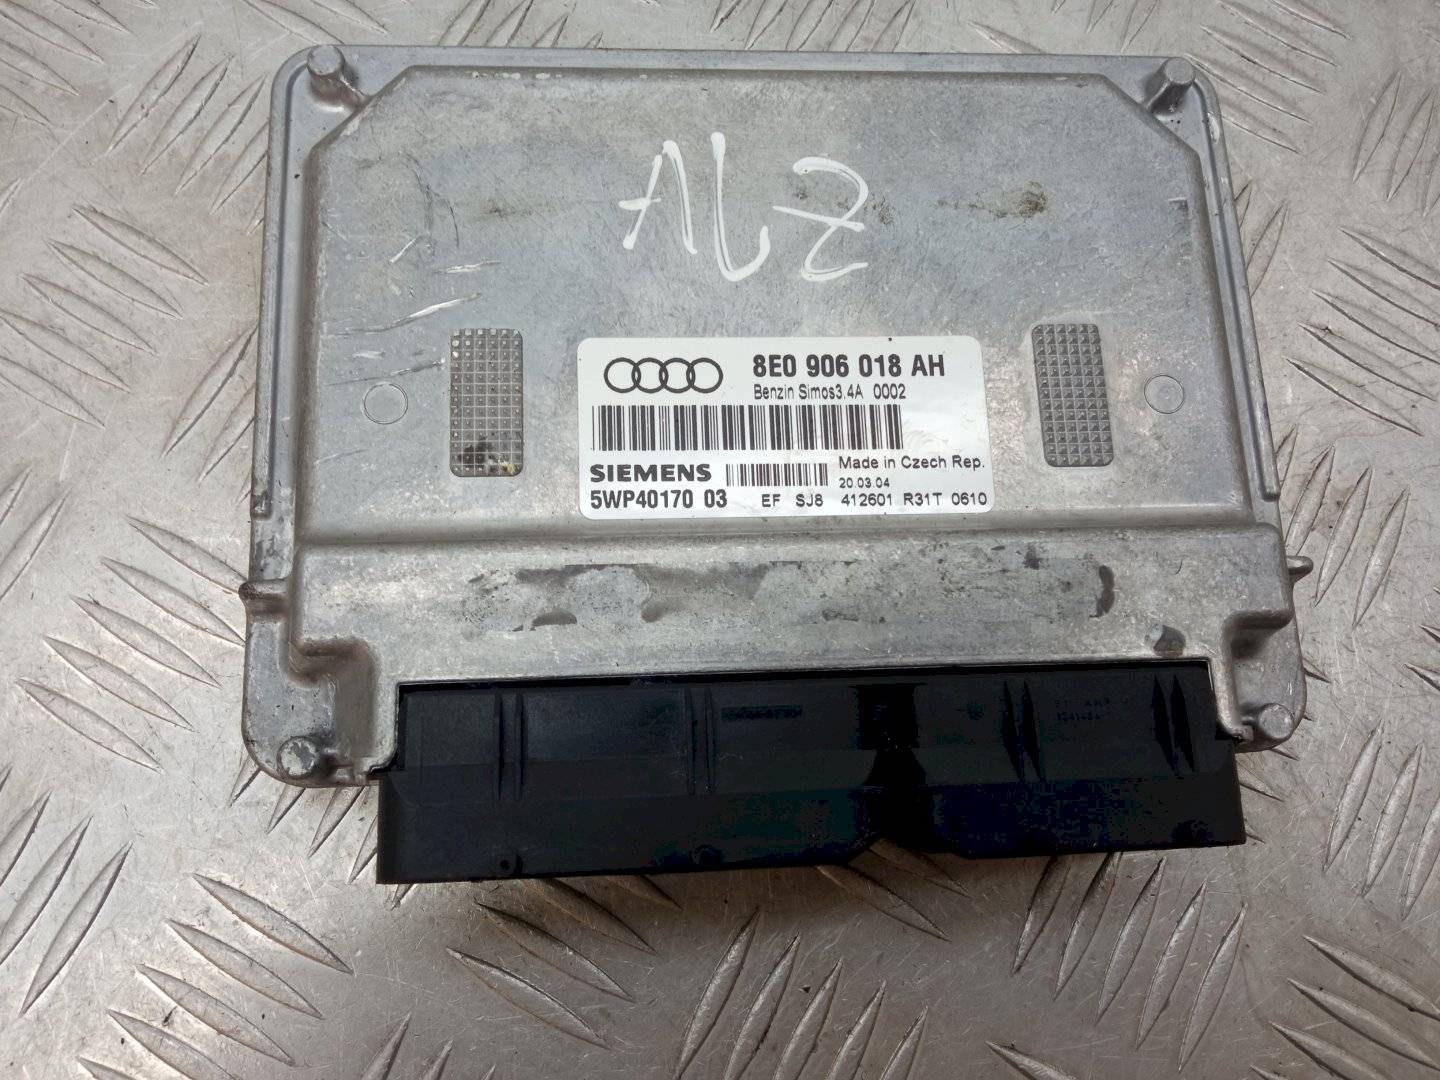 ALZ
8E0 906 018 AH
Benzin Simos3.4A 0002
SIEMENS
Made in Czech Rep.
20.03.04
5WP40170 03 EF SJ8 412601 R31T 0610